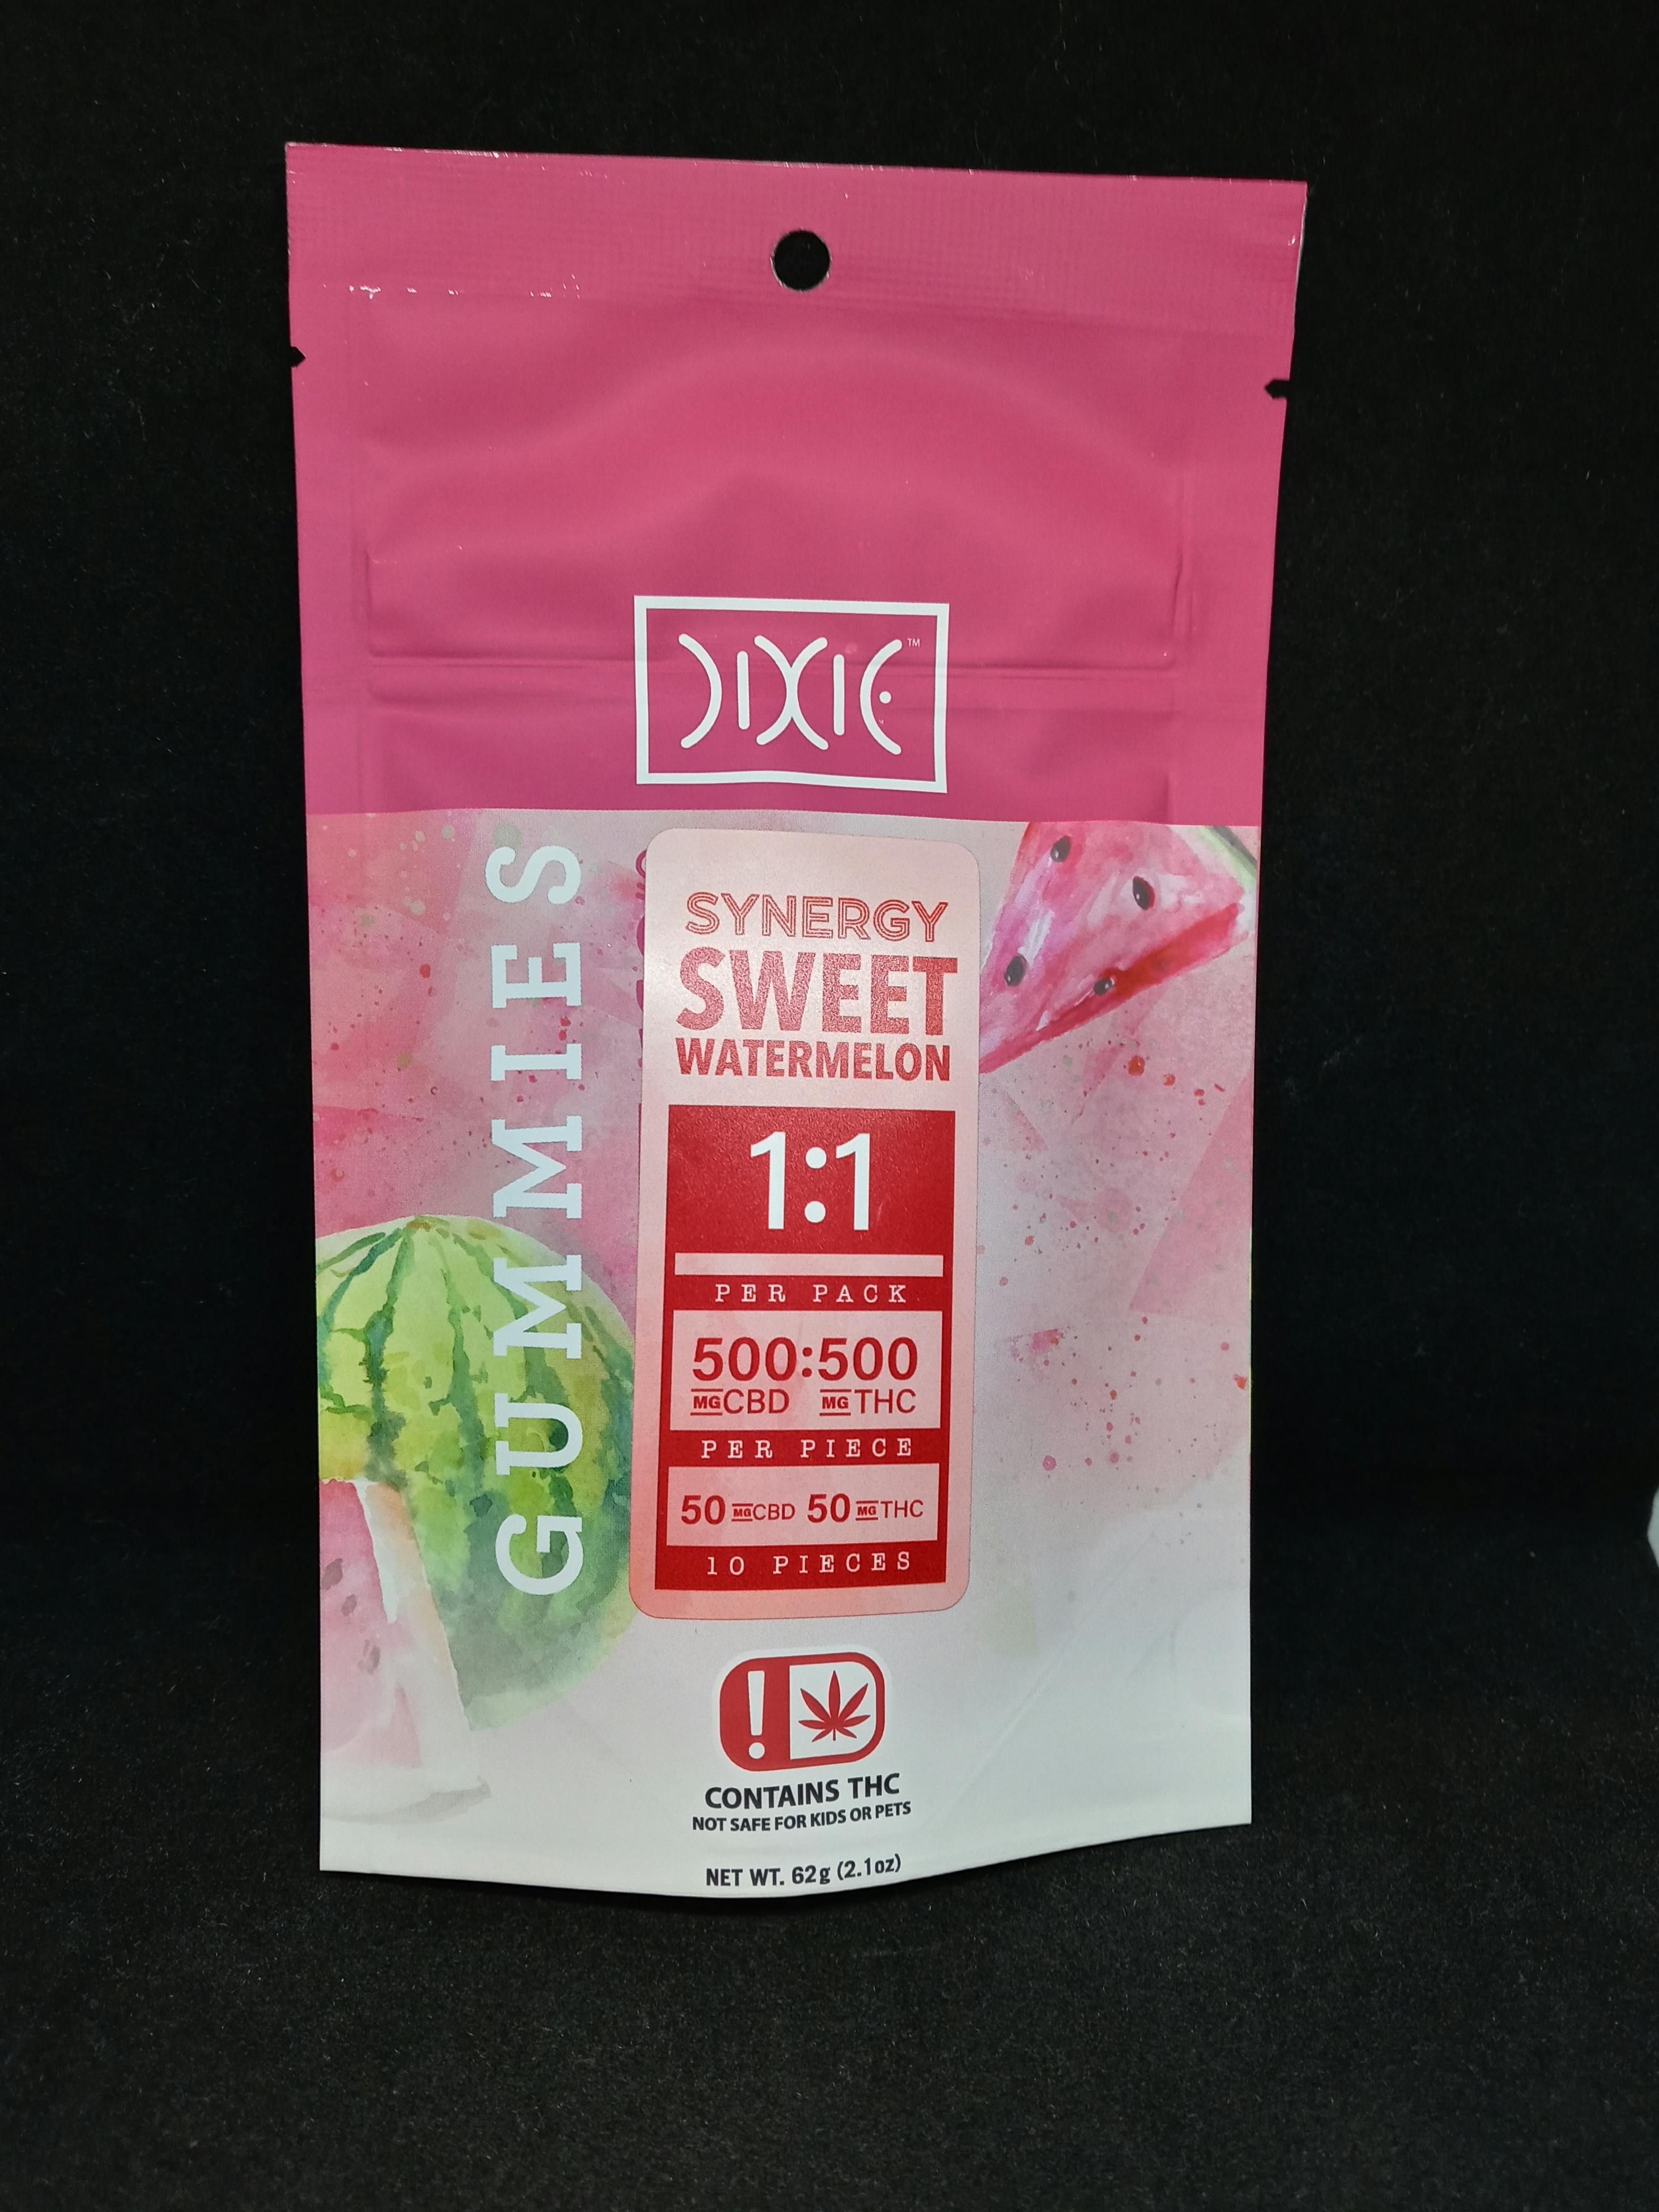 DIXIE™
GUMMIES
SYNERGY
SWEET
WATERMELON
1:1
PER PACK
500:500
MG CBD MG THC
PER PIECE
50 MG CBD 50 MG THC
10 PIECES
!
CONTAINS THC
NOT SAFE FOR KIDS OR PETS
NET WT. 62g (2.1oz)